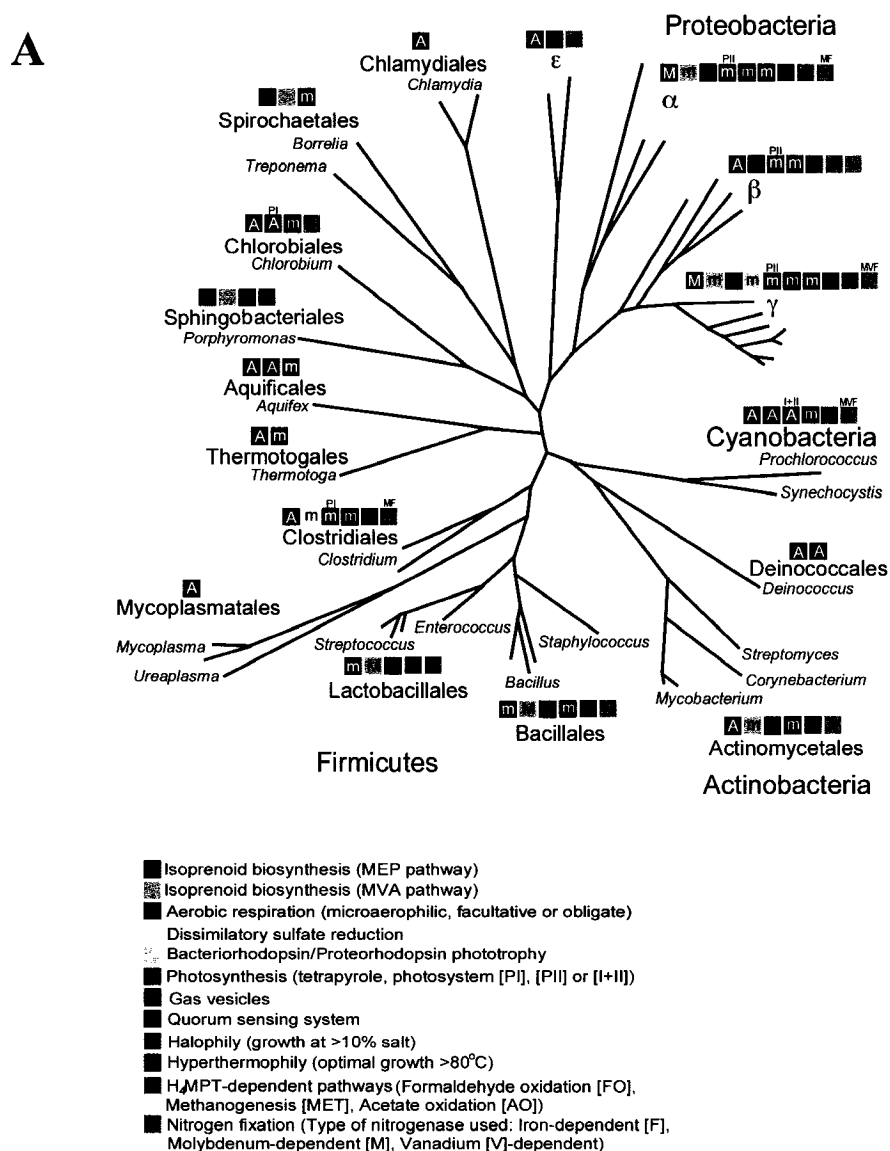 A
Proteobacteria
A
Chlamydiales
Chlamydia
A
ε
PII MF
M m m m m
α
m
Spirochaetales
Borrelia
Treponema
PII
A m m
β
PI
A A m
Chlorobiales
Chlorobium
PII MVF
M m m m m m
γ
Sphingobacteriales
Porphyromonas
A A m
Aquificales
Aquifex
I+II MVF
A A A m
Cyanobacteria
Prochlorococcus
Synechocystis
A m
Thermotogales
Thermotoga
PI MF
A m m m
Clostridiales
Clostridium
A A
Deinococcales
Deinococcus
A
Mycoplasmatales
Mycoplasma
Ureaplasma
Enterococcus
Streptococcus
Staphylococcus
Streptomyces
Corynebacterium
Mycobacterium
m
Lactobacillales
Bacillus
m m
Bacillales
A m m
Actinomycetales
Firmicutes
Actinobacteria
Isoprenoid biosynthesis (MEP pathway)
Isoprenoid biosynthesis (MVA pathway)
Aerobic respiration (microaerophilic, facultative or obligate)
Dissimilatory sulfate reduction
Bacteriorhodopsin/Proteorhodopsin phototrophy
Photosynthesis (tetrapyrole, photosystem [PI], [PII] or [I+II])
Gas vesicles
Quorum sensing system
Halophily (growth at >10% salt)
Hyperthermophily (optimal growth >80°C)
H₄MPT-dependent pathways (Formaldehyde oxidation [FO],
Methanogenesis [MET], Acetate oxidation [AO])
Nitrogen fixation (Type of nitrogenase used: Iron-dependent [F],
Molybdenum-dependent [M], Vanadium [V]-dependent)